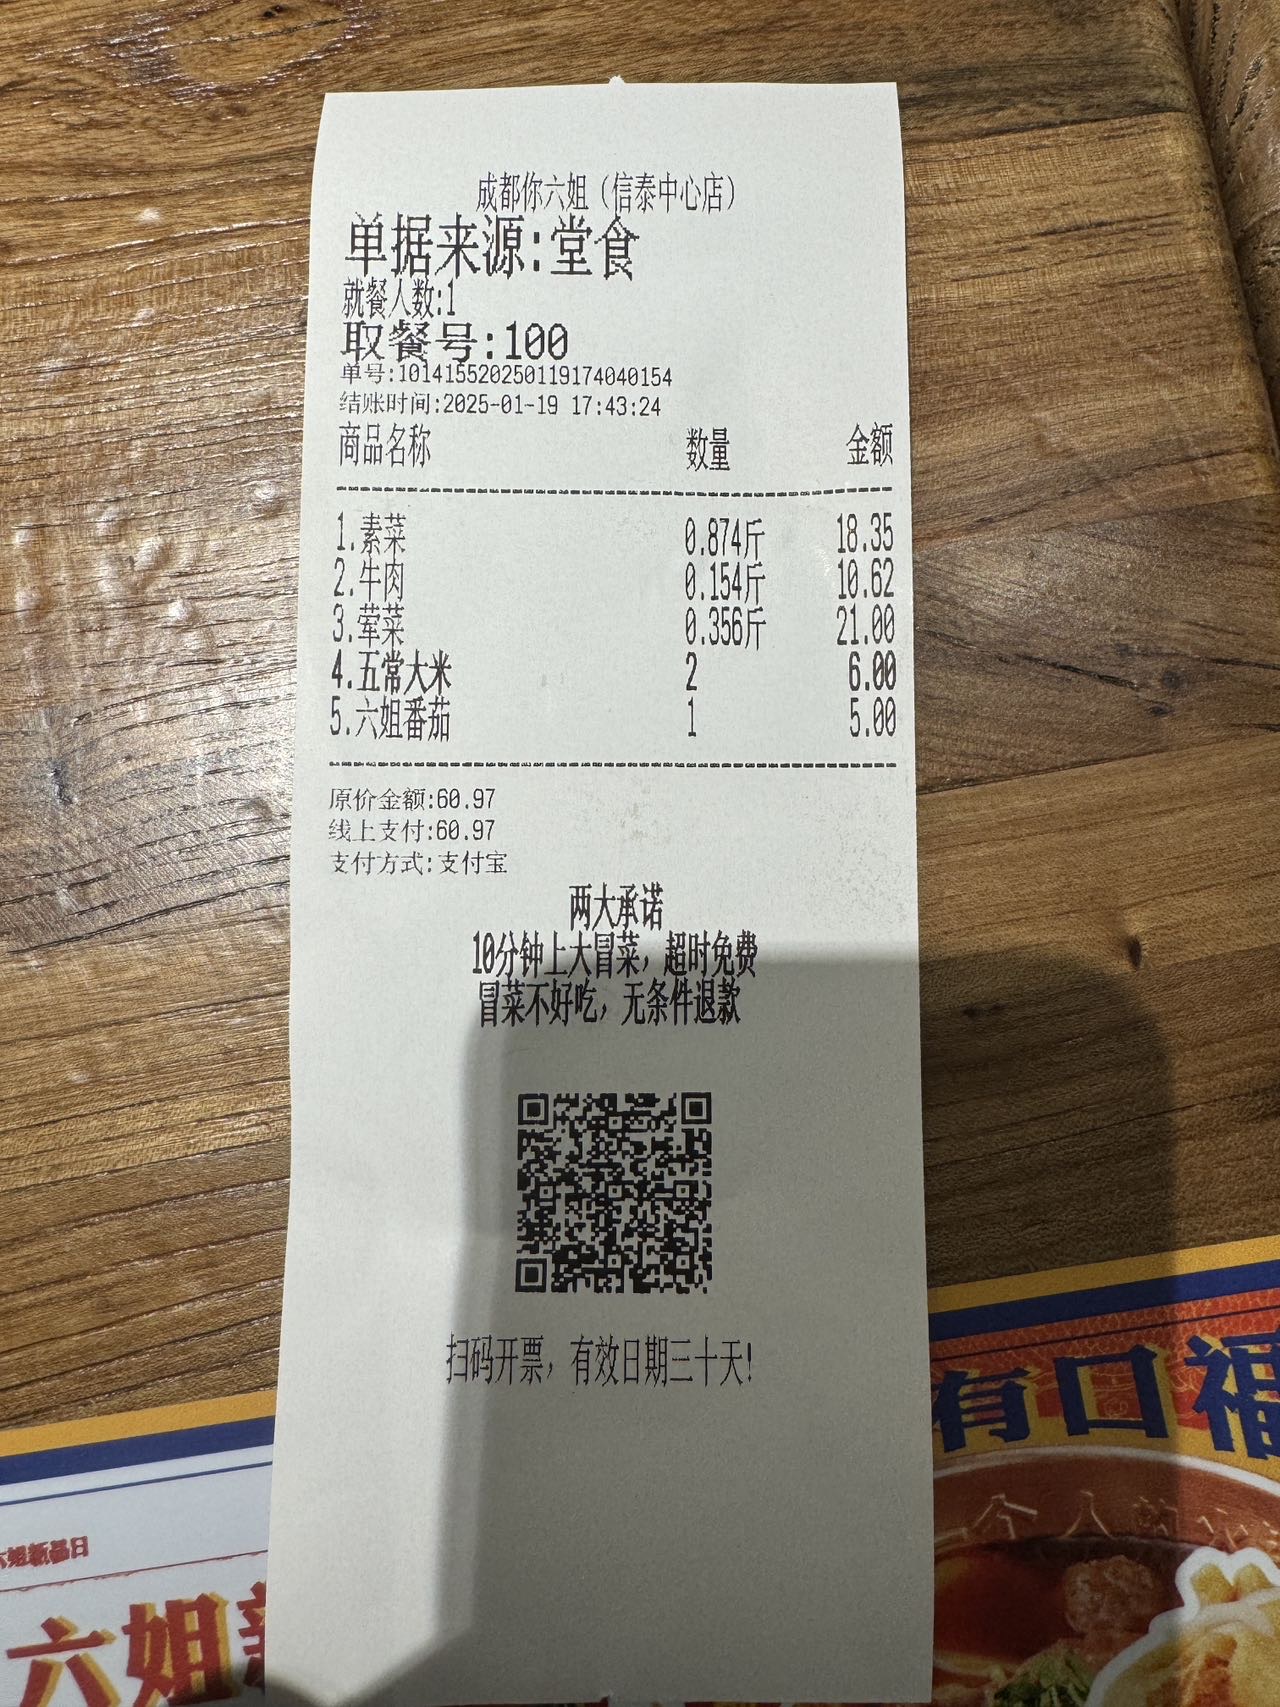 成都你六姐（信泰中心店）
单据来源:堂食
就餐人数:1
取餐号:100
单号:101415520250119174040154
结账时间:2025-01-19 17:43:24
商品名称 数量 金额
1.素菜 0.874斤 18.35
2.牛肉 0.154斤 10.62
3.荤菜 0.356斤 21.00
4.五常大米 2 6.00
5.六姐番茄 1 5.00
原价金额:60.97
线上支付:60.97
支付方式:支付宝
两大承诺
10分钟上大冒菜，超时免费
冒菜不好吃，无条件退款
扫码开票，有效日期三十天!
有口福
六姐新品日
六姐